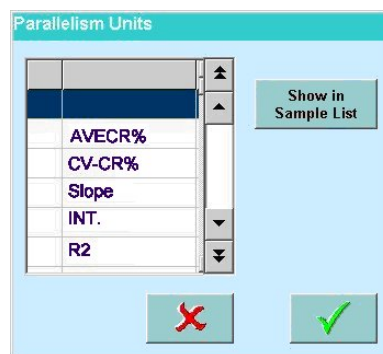 Parallelism Units
Show in
Sample List
AVECR%
CV-CR%
Slope
INT.
R2